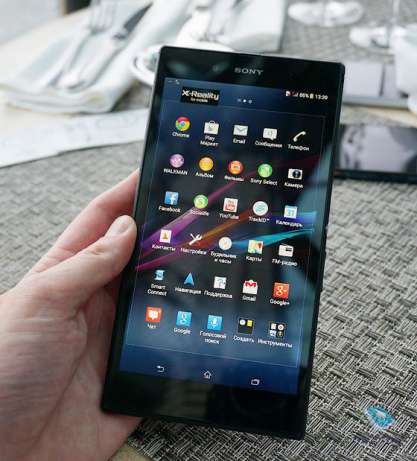 SONY
X-Reality
for mobile
66% 13:39
Chrome
Play
Маркет
Email
Сообщения
Телефон
WALKMAN
Альбом
Фильмы
Sony Select
Камера
Facebook
Socialife
YouTube
TrackID™
Календарь
Контакты
Настройки
Будильник
и часы
Карты
FM-радио
Smart
Connect
Навигация
Поддержка
Gmail
Google+
Чат
Google
Голосовой
поиск
Создать
Инструменты